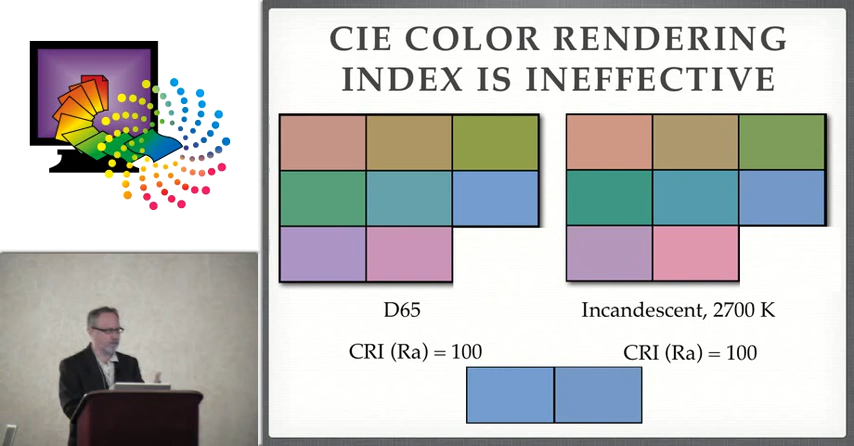 CIE COLOR RENDERING
INDEX IS INEFFECTIVE
D65
Incandescent, 2700 K
CRI (Ra) = 100
CRI (Ra) = 100